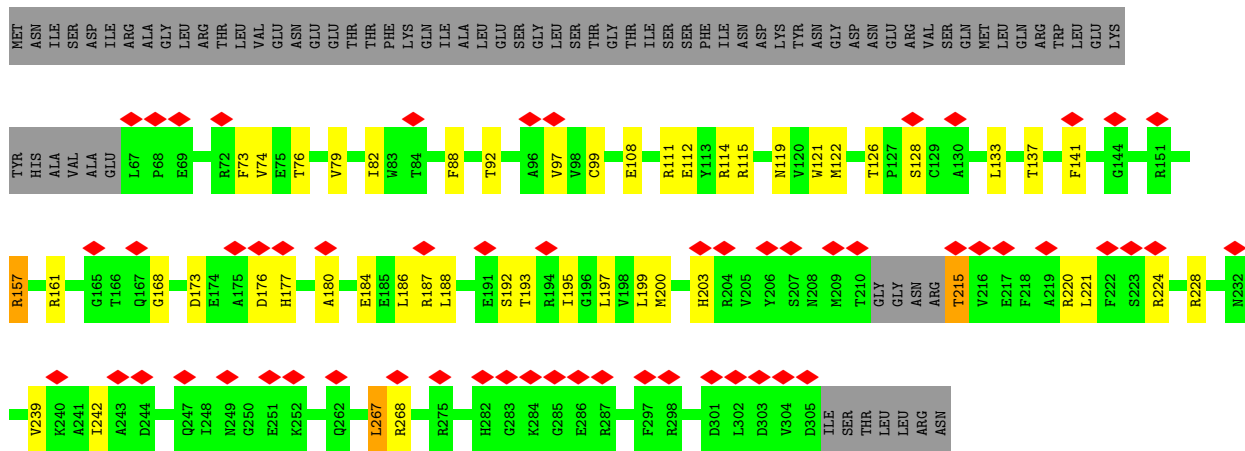 MET ASN ILE SER ASP ILE ARG ALA GLY LEU ARG THR LEU VAL GLU ASN GLU GLU THR THR PHE LYS GLN ILE ALA LEU GLU SER GLY LEU SER THR GLY THR ILE SER SER PHE ILE ASN ASP LYS TYR ASN GLY ASP ASN GLU ARG VAL SER GLN MET LEU GLN ARG TRP LEU GLU LYS
TYR HIS ALA VAL ALA GLU L67 P68 E69 R72 F73 V74 E75 T76 V79 I82 W83 T84 F88 T92 A96 V97 V98 C99 E108 R111 E112 Y113 R114 R115 N119 V120 W121 M122 T126 P127 S128 C129 A130 L133 T137 F141 G144 R151
R157 R161 G165 T166 Q167 G168 D173 E174 A175 D176 H177 A180 E184 E185 L186 R187 L188 E191 S192 T193 R194 I195 G196 L197 V198 L199 M200 H203 R204 V205 Y206 S207 N208 M209 T210 GLY GLY ASN ARG T215 V216 E217 F218 A219 R220 L221 F222 S223 R224 R228 N232
V239 K240 A241 I242 A243 D244 Q247 I248 N249 G250 E251 K252 Q262 L267 R268 R275 H282 G283 K284 G285 E286 R287 F297 R298 D301 L302 D303 V304 D305 ILE SER THR LEU LEU ARG ASN